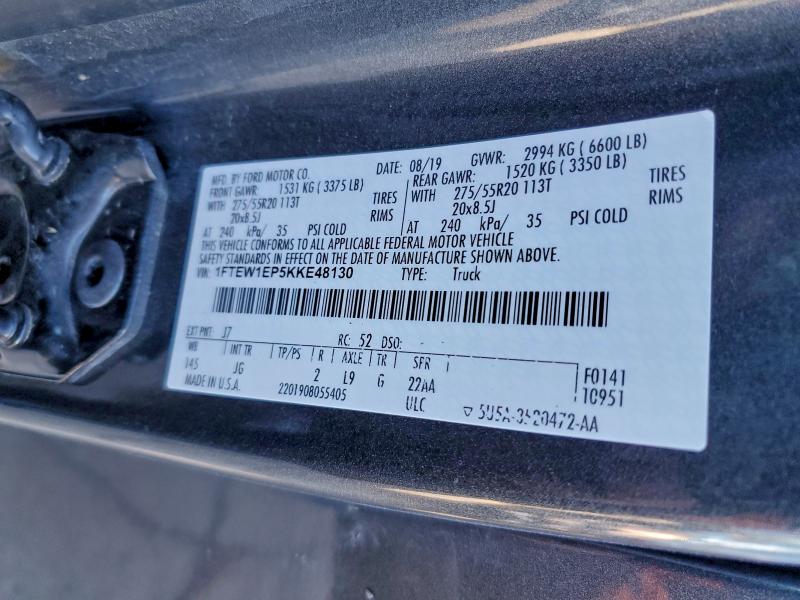 MFD. BY FORD MOTOR CO. DATE: 08/19 GVWR: 2994 KG ( 6600 LB)
FRONT GAWR: 1531 KG ( 3375 LB) REAR GAWR: 1520 KG ( 3350 LB)
WITH 275/55R20 113T TIRES WITH 275/55R20 113T TIRES
20x8.5J RIMS 20x8.5J RIMS
AT 240 kPa/ 35 PSI COLD AT 240 kPa/ 35 PSI COLD
THIS VEHICLE CONFORMS TO ALL APPLICABLE FEDERAL MOTOR VEHICLE
SAFETY STANDARDS IN EFFECT ON THE DATE OF MANUFACTURE SHOWN ABOVE.
VIN: 1FTEW1EP5KKE48130 TYPE: Truck
EXT PNT: J7 RC: 52 DSO:
WB INT TR TP/PS R AXLE TR SPR
145 JG 2 L9 G 22AA F0141
MADE IN U.S.A. 2201908055405 ULC T0951
▽ 5U5A-3520472-AA